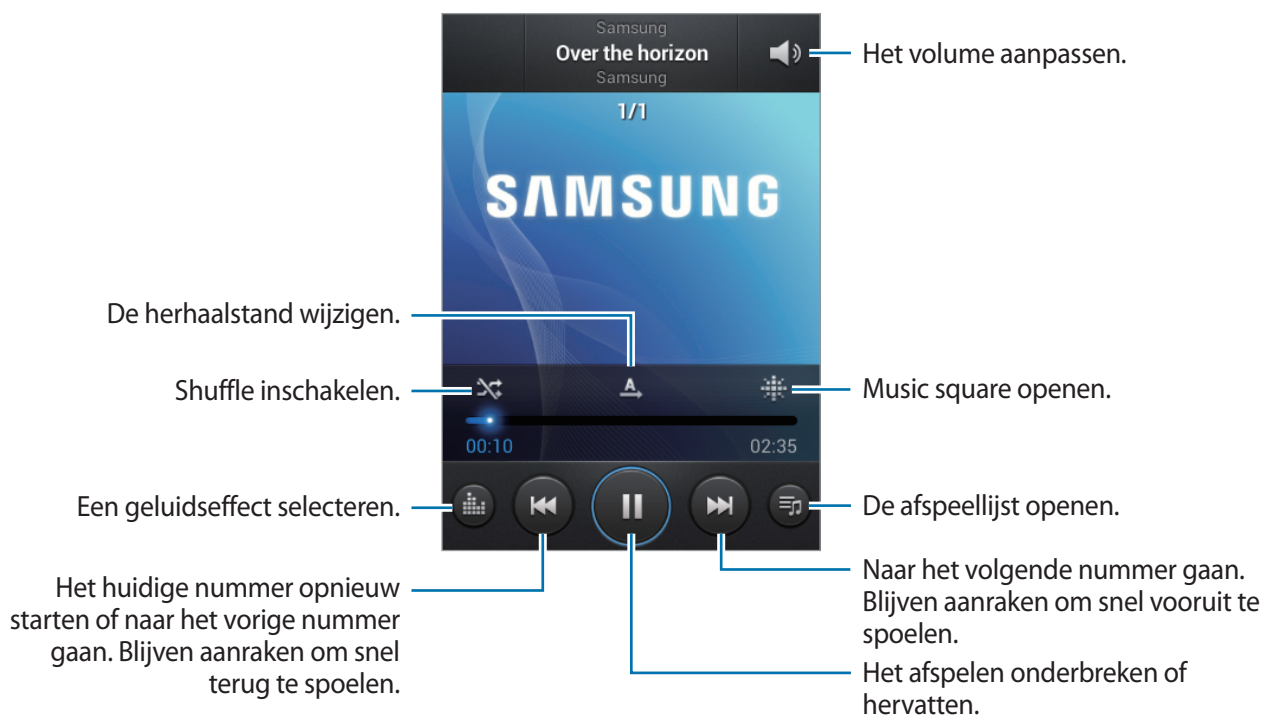 Samsung
Over the horizon
Samsung
Het volume aanpassen.
1/1
SAMSUNG
De herhaalstand wijzigen.
A
Shuffle inschakelen.
Music square openen.
00:10
02:35
Een geluidseffect selecteren.
De afspeellijst openen.
Het huidige nummer opnieuw
starten of naar het vorige nummer
gaan. Blijven aanraken om snel
terug te spoelen.
Naar het volgende nummer gaan.
Blijven aanraken om snel vooruit te
spoelen.
Het afspelen onderbreken of
hervatten.